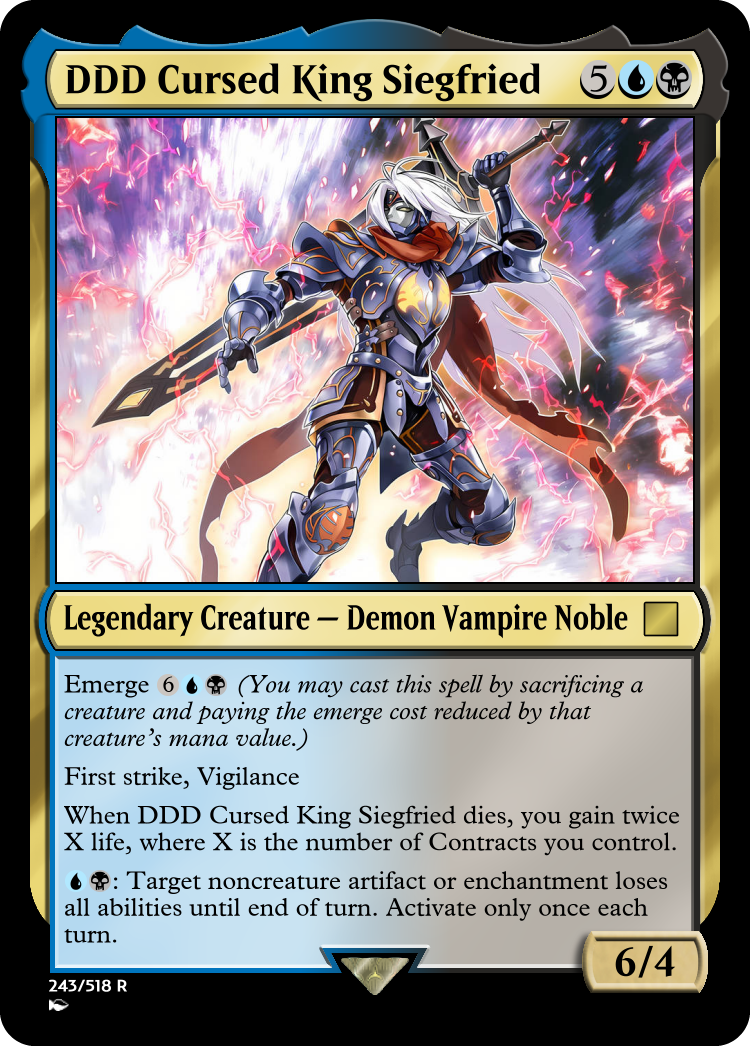 DDD Cursed King Siegfried 5
Legendary Creature — Demon Vampire Noble
Emerge 6 (You may cast this spell by sacrificing a
creature and paying the emerge cost reduced by that
creature's mana value.)
First strike, Vigilance
When DDD Cursed King Siegfried dies, you gain twice
X life, where X is the number of Contracts you control.
: Target noncreature artifact or enchantment loses
all abilities until end of turn. Activate only once each
turn.
6/4
243/518 R